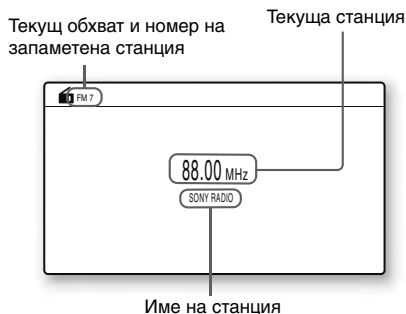 Текущ обхват и номер на
запаметена станция
Текуща станция
FM 7
88.00 MHz
SONY RADIO
Име на станция